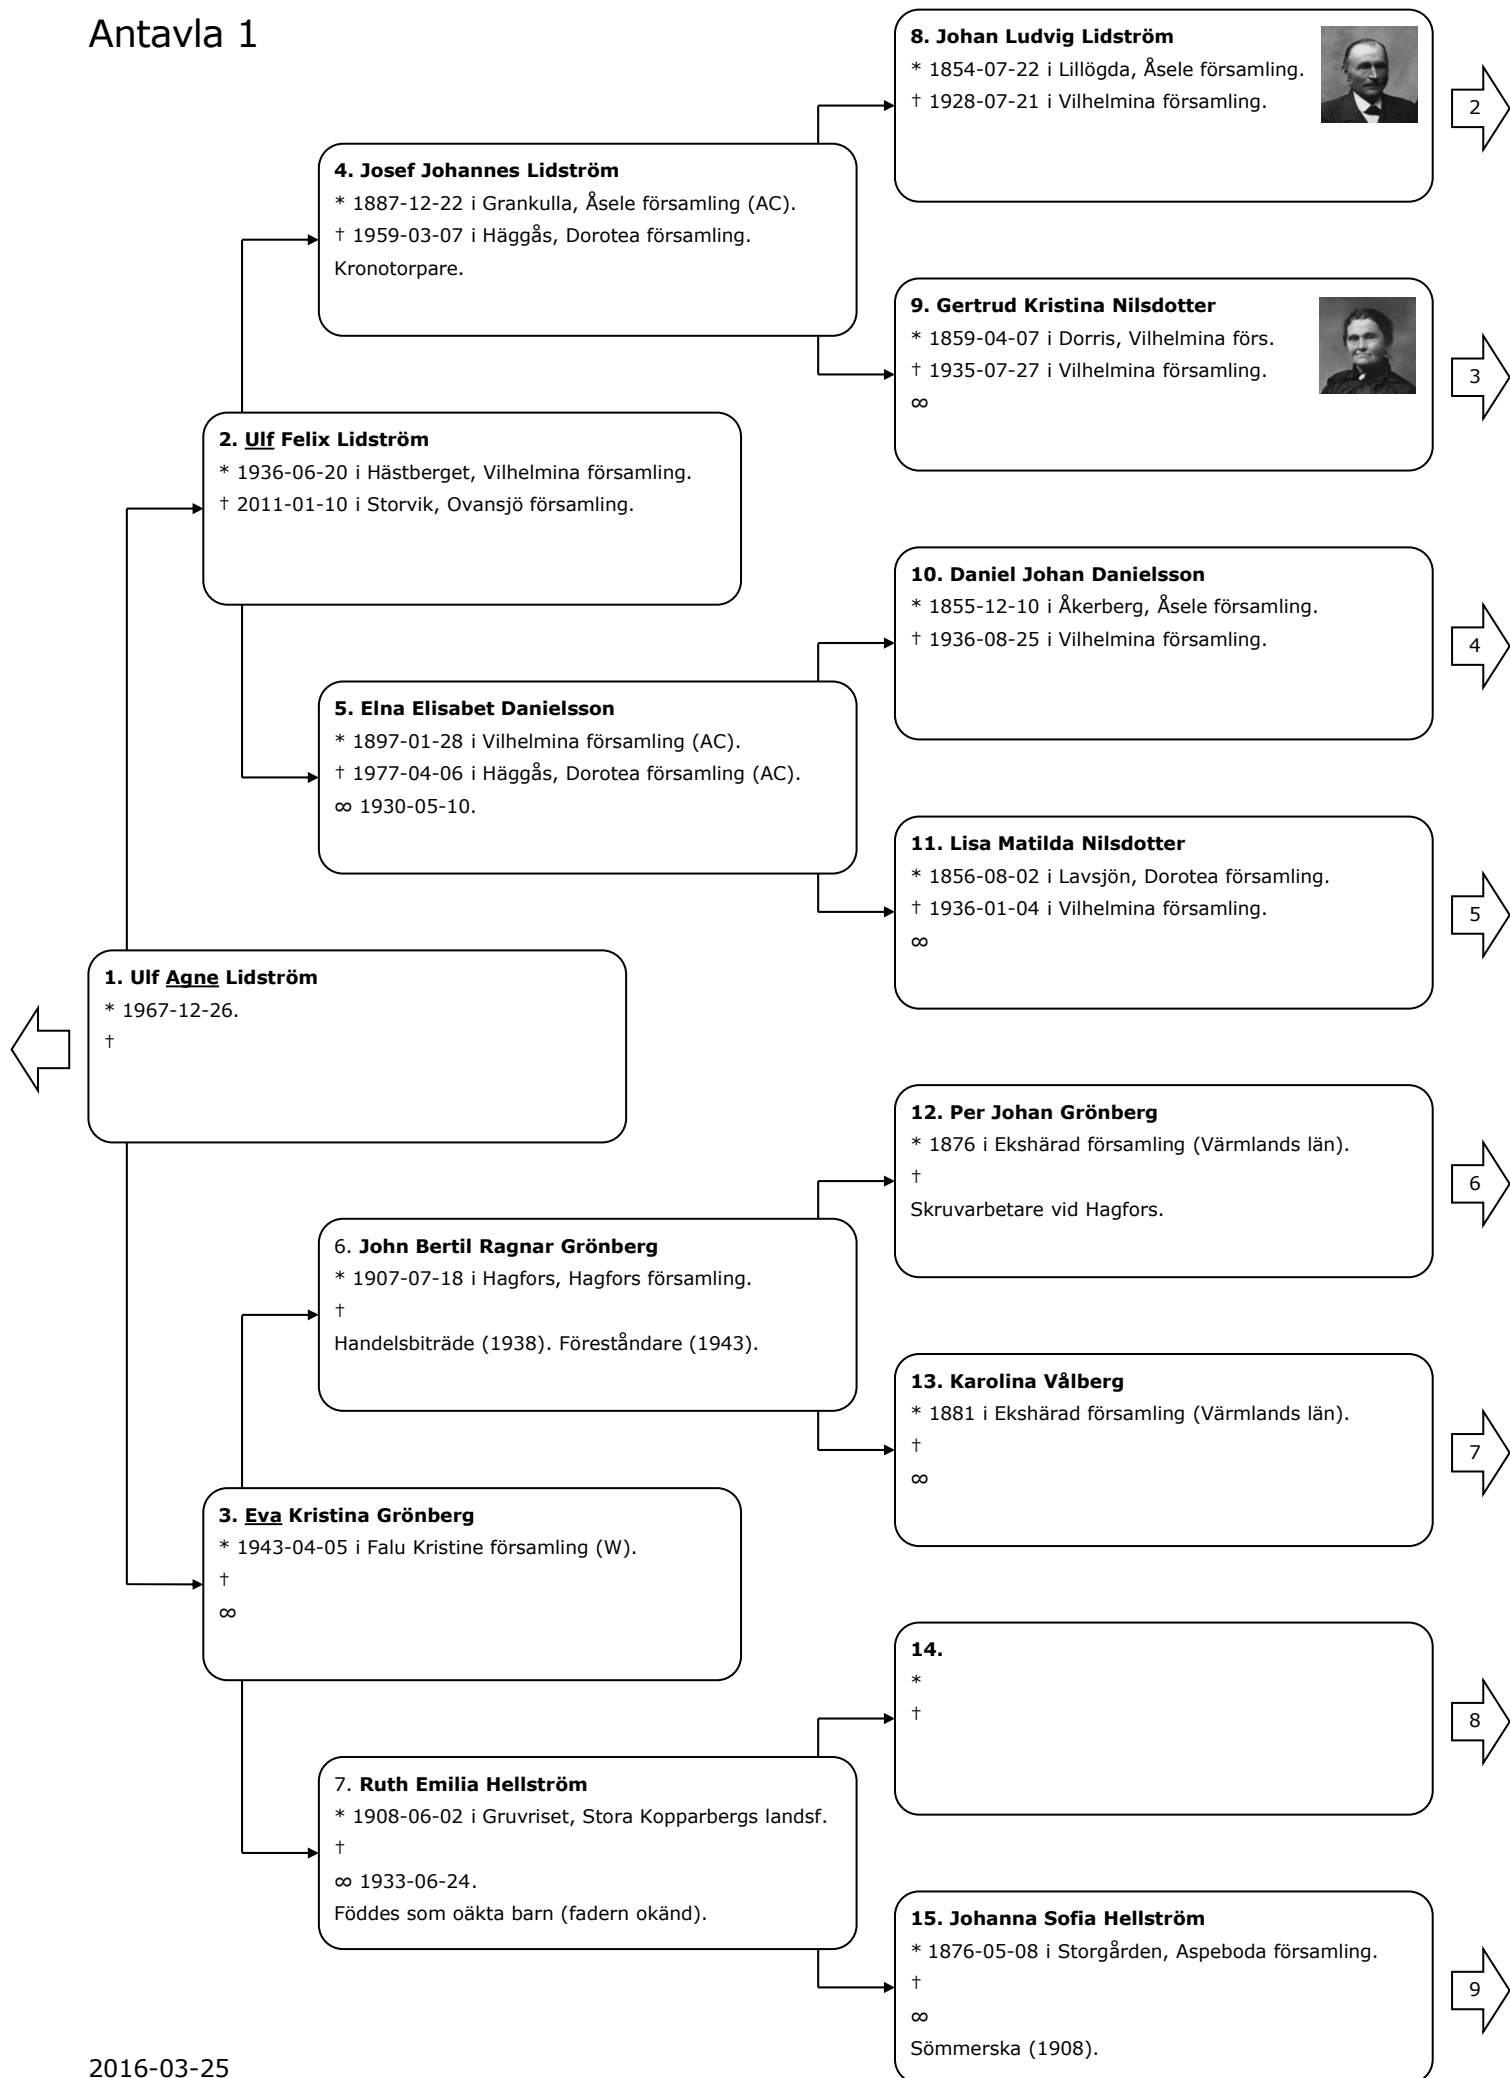 Antavla 1
8. Johan Ludvig Lidström
* 1854-07-22 i Lillögda, Åsele församling.
† 1928-07-21 i Vilhelmina församling.
2
4. Josef Johannes Lidström
* 1887-12-22 i Grankulla, Åsele församling (AC).
† 1959-03-07 i Häggås, Dorotea församling.
Kronotorpare.
9. Gertrud Kristina Nilsdotter
* 1859-04-07 i Dorris, Vilhelmina förs.
† 1935-07-27 i Vilhelmina församling.
∞
3
2. Ulf Felix Lidström
* 1936-06-20 i Hästberget, Vilhelmina församling.
† 2011-01-10 i Storvik, Ovansjö församling.
10. Daniel Johan Danielsson
* 1855-12-10 i Åkerberg, Åsele församling.
† 1936-08-25 i Vilhelmina församling.
4
5. Elna Elisabet Danielsson
* 1897-01-28 i Vilhelmina församling (AC).
† 1977-04-06 i Häggås, Dorotea församling (AC).
∞ 1930-05-10.
11. Lisa Matilda Nilsdotter
* 1856-08-02 i Lavsjön, Dorotea församling.
† 1936-01-04 i Vilhelmina församling.
∞
5
1. Ulf Agne Lidström
* 1967-12-26.
†
12. Per Johan Grönberg
* 1876 i Ekshärad församling (Värmlands län).
†
Skruvarbetare vid Hagfors.
6
6. John Bertil Ragnar Grönberg
* 1907-07-18 i Hagfors, Hagfors församling.
†
Handelsbiträde (1938). Föreståndare (1943).
13. Karolina Vålberg
* 1881 i Ekshärad församling (Värmlands län).
†
∞
7
3. Eva Kristina Grönberg
* 1943-04-05 i Falu Kristine församling (W).
†
∞
14.
*
†
8
7. Ruth Emilia Hellström
* 1908-06-02 i Gruvriset, Stora Kopparbergs landsf.
†
∞ 1933-06-24.
Föddes som oäkta barn (fadern okänd).
15. Johanna Sofia Hellström
* 1876-05-08 i Storgården, Aspeboda församling.
†
∞
Sömmerska (1908).
9
2016-03-25